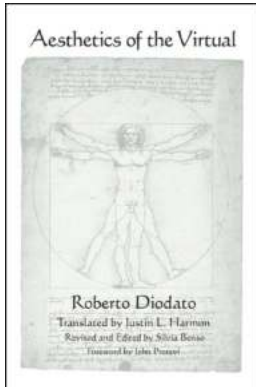 Aesthetics of the Virtual
Roberto Diodato
Translated by Justin L. Harmon
Revised and Edited by Silvia Benso
Foreword by John Protevi